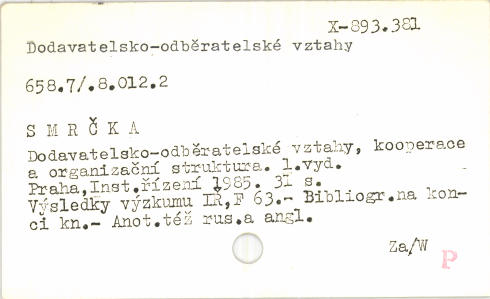 X-893.381
Dodavatelsko-odběratelské vztahy
658.7/.8.012.2
S M R Č K A
Dodavatelsko-odběratelské vztahy, kooperace
a organizační struktura. 1.vyd.
Praha,Inst.řízení 1985. 31 s.
Výsledky výzkumu IŘ,F 63.- Bibliogr.na kon-
ci kn.- Anot.též rus.a angl.
Za/W
P